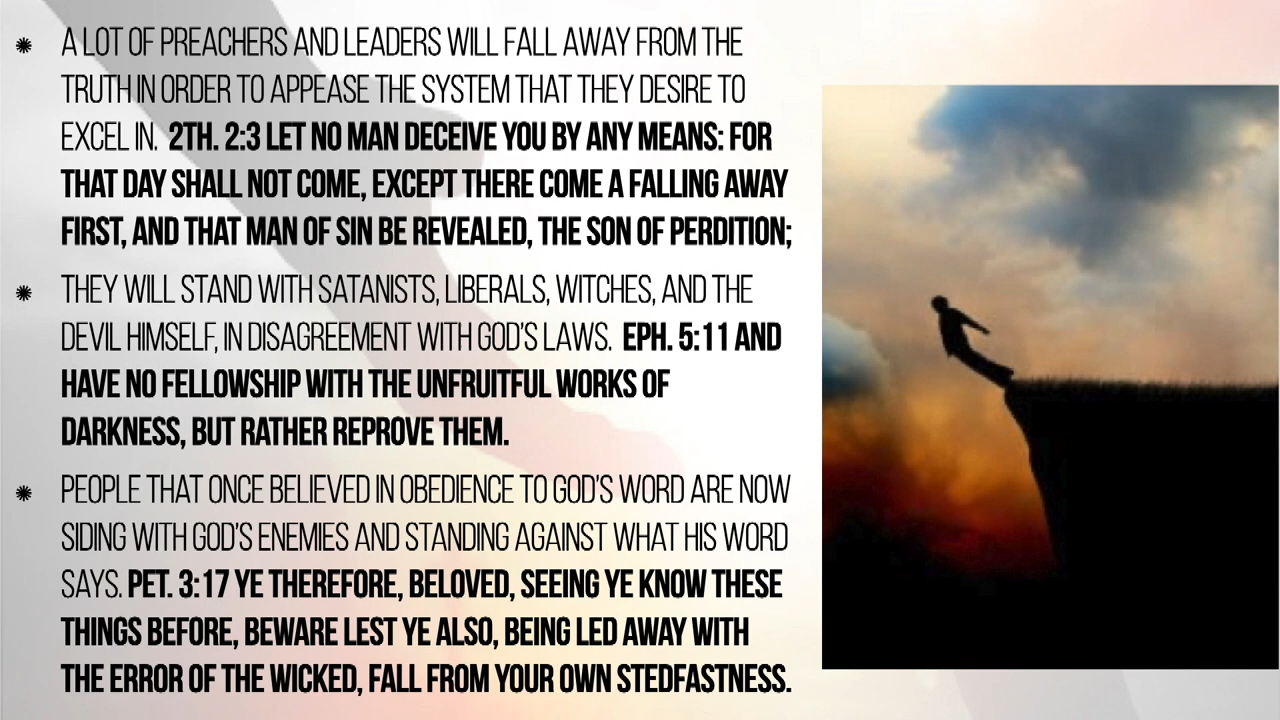 A LOT OF PREACHERS AND LEADERS WILL FALL AWAY FROM THE
TRUTH IN ORDER TO APPEASE THE SYSTEM THAT THEY DESIRE TO
EXCEL IN. 2TH. 2:3 LET NO MAN DECEIVE YOU BY ANY MEANS: FOR
THAT DAY SHALL NOT COME, EXCEPT THERE COME A FALLING AWAY
FIRST, AND THAT MAN OF SIN BE REVEALED, THE SON OF PERDITION;
THEY WILL STAND WITH SATANISTS, LIBERALS, WITCHES, AND THE
DEVIL HIMSELF, IN DISAGREEMENT WITH GOD'S LAWS. EPH. 5:11 AND
HAVE NO FELLOWSHIP WITH THE UNFRUITFUL WORKS OF
DARKNESS, BUT RATHER REPROVE THEM.
PEOPLE THAT ONCE BELIEVED IN OBEDIENCE TO GOD'S WORD ARE NOW
SIDING WITH GOD'S ENEMIES AND STANDING AGAINST WHAT HIS WORD
SAYS. PET. 3:17 YE THEREFORE, BELOVED, SEEING YE KNOW THESE
THINGS BEFORE, BEWARE LEST YE ALSO, BEING LED AWAY WITH
THE ERROR OF THE WICKED, FALL FROM YOUR OWN STEDFASTNESS.